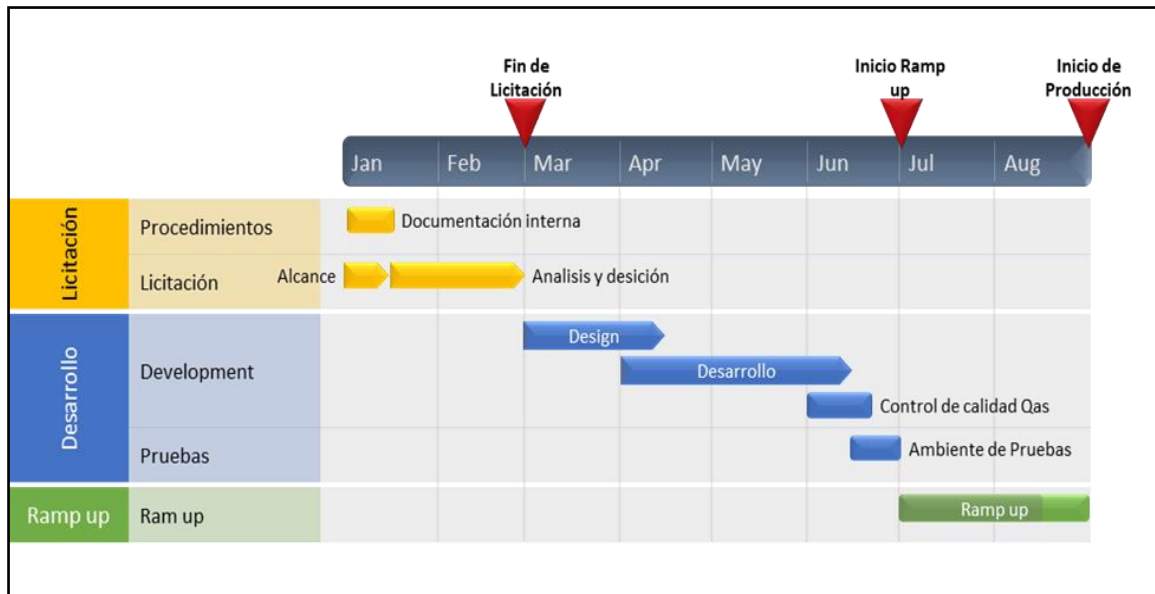 Fin de
Licitación
Inicio Ramp
up
Inicio de
Producción
Jan
Feb
Mar
Apr
May
Jun
Jul
Aug
Licitación
Procedimientos
Documentación interna
Licitación
Alcance
Analisis y desición
Desarrollo
Development
Design
Desarrollo
Control de calidad Qas
Pruebas
Ambiente de Pruebas
Ramp up
Ram up
Ramp up